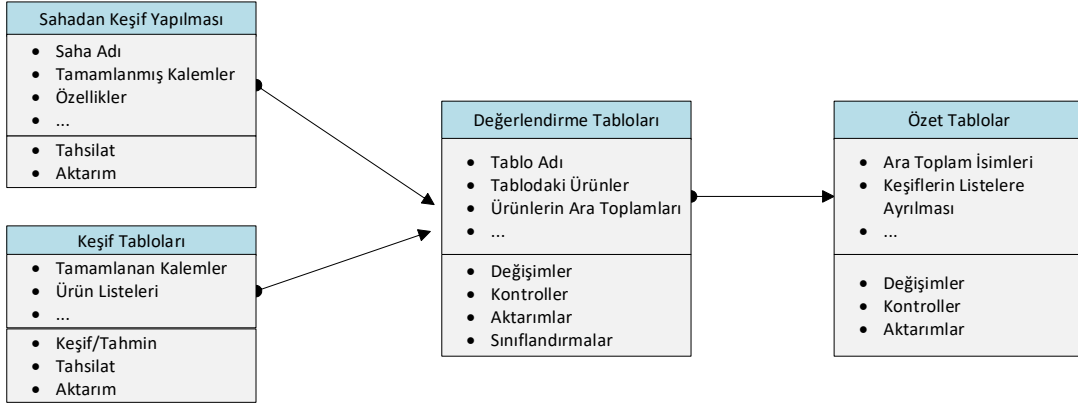 Sahadan Keşif Yapılması
• Saha Adı
• Tamamlanmış Kalemler
• Özellikler
• ...
• Tahsilat
• Aktarım
Keşif Tabloları
• Tamamlanan Kalemler
• Ürün Listeleri
• ...
• Keşif/Tahmin
• Tahsilat
• Aktarım
Değerlendirme Tabloları
• Tablo Adı
• Tablodaki Ürünler
• Ürünlerin Ara Toplamları
• ...
• Değişimler
• Kontroller
• Aktarımlar
• Sınıflandırmalar
Özet Tablolar
• Ara Toplam İsimleri
• Keşiflerin Listelere
Ayrılması
• ...
• Değişimler
• Kontroller
• Aktarımlar